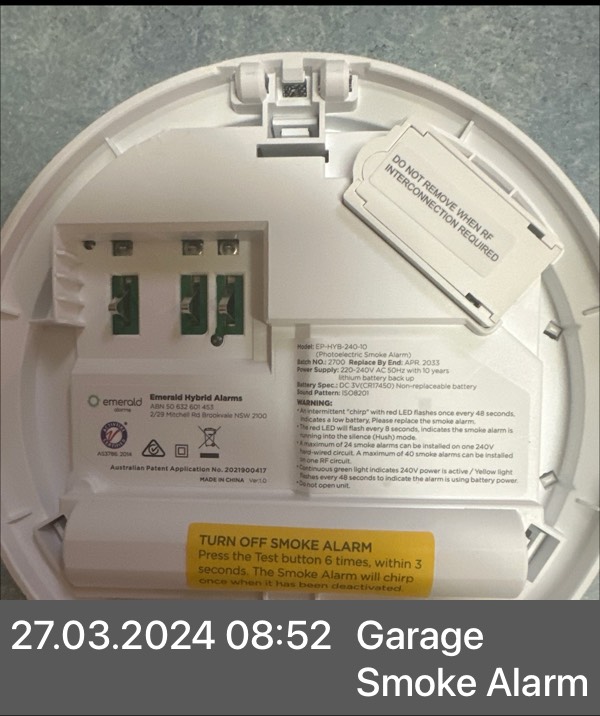 DO NOT REMOVE WHEN RF
INTERCONNECTION REQUIRED
Model: EP-HYB-240-10
(Photoelectric Smoke Alarm)
Batch NO.: 2700 Replace By End: APR. 2033
Power Supply: 220-240V AC 50Hz with 10 years
lithium battery back up
Battery Spec.: DC 3V(CR17450) Non-replaceable battery
Sound Pattern: ISO8201
WARNING:
• An intermittent "chirp" with red LED flashes once every 48 seconds,
indicates a low battery, Please replace the smoke alarm.
• The red LED will flash every 8 seconds, indicates the smoke alarm is
running into the silence (Hush) mode.
• A maximum of 24 smoke alarms can be installed on one 240V
hard-wired circuit. A maximum of 40 smoke alarms can be installed
on one RF circuit.
• Continuous green light indicates 240V power is active / Yellow light
flashes every 48 seconds to indicate the alarm is using battery power.
• Do not open unit.
emerald
alarms
Emerald Hybrid Alarms
ABN 50 632 601 453
2/29 Mitchell Rd Brookvale NSW 2100
AS3786: 2014
Australian Patent Application No. 2021900417
MADE IN CHINA Ver 1.0
TURN OFF SMOKE ALARM
Press the Test button 6 times, within 3
seconds. The Smoke Alarm will chirp
once when it has been deactivated.
27.03.2024 08:52 Garage
Smoke Alarm